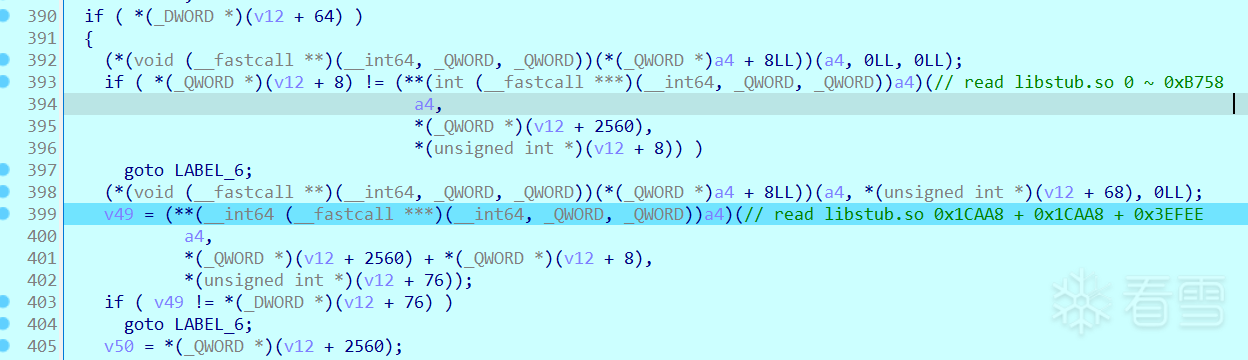 390 if ( *(_DWORD *)(v12 + 64) )
391 {
392 (*(void (__fastcall **)(__int64, _QWORD, _QWORD))(*(_QWORD *)a4 + 8LL))(a4, 0LL, 0LL);
393 if ( *(_QWORD *)(v12 + 8) != (**(int (__fastcall ***)(__int64, _QWORD, _QWORD))a4)(// read libstub.so 0 ~ 0xB758
394 a4,
395 *(_QWORD *)(v12 + 2560),
396 *(unsigned int *)(v12 + 8)) )
397 goto LABEL_6;
398 (*(void (__fastcall **)(__int64, _QWORD, _QWORD))(*(_QWORD *)a4 + 8LL))(a4, *(unsigned int *)(v12 + 68), 0LL);
399 v49 = (**(__int64 (__fastcall ***)(__int64, _QWORD, _QWORD))a4)(// read libstub.so 0x1CAA8 + 0x1CAA8 + 0x3EFEE
400 a4,
401 *(_QWORD *)(v12 + 2560) + *(_QWORD *)(v12 + 8),
402 *(unsigned int *)(v12 + 76));
403 if ( v49 != *(_DWORD *)(v12 + 76) )
404 goto LABEL_6;
405 v50 = *(_QWORD *)(v12 + 2560);
看雪